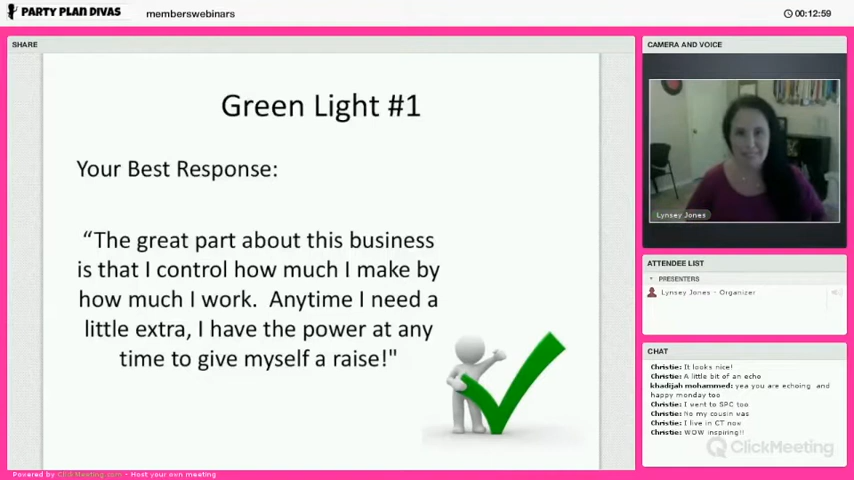 PARTY PLAN DIVAS
memberswebinars
00:12:59
SHARE
Green Light #1
Your Best Response:
“The great part about this business
is that I control how much I make by
how much I work. Anytime I need a
little extra, I have the power at any
time to give myself a raise!"
CAMERA AND VOICE
Lynsey Jones
ATTENDEE LIST
PRESENTERS
Lynsey Jones - Organizer
CHAT
Christie: It looks nice!
Christie: A little bit of an echo
khadijah mohammed: yea you are echoing and
happy monday too
Christie: I went to SPC too
Christie: No my cousin was
Christie: I live in CT now
Christie: WOW inspiring!!
ClickMeeting
Powered by ClickMeeting.com - Host your own meeting